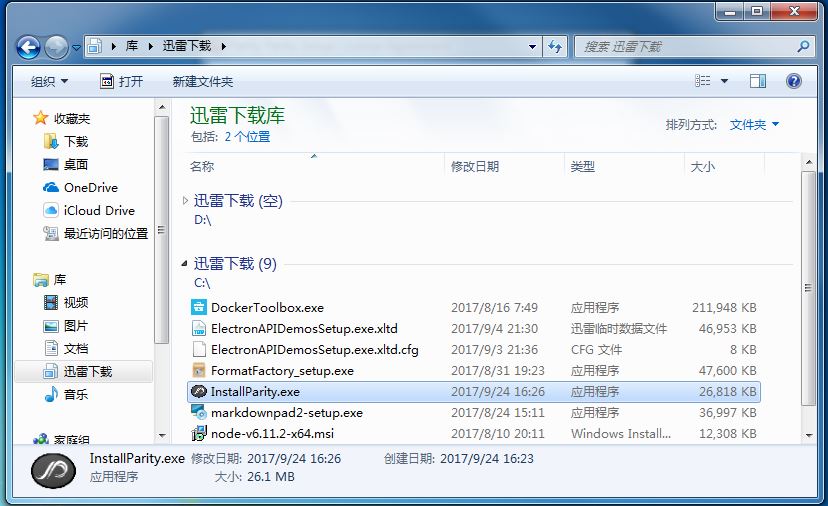 库 迅雷下载
搜索 迅雷下载
组织 打开 新建文件夹
收藏夹
下载
桌面
OneDrive
iCloud Drive
最近访问的位置
库
视频
图片
文档
迅雷下载
音乐
家庭组
迅雷下载库
包括: 2 个位置
排列方式: 文件夹
名称 修改日期 类型 大小
迅雷下载 (空)
D:\
迅雷下载 (9)
C:\
DockerToolbox.exe 2017/8/16 7:49 应用程序 211,948 KB
ElectronAPIDemosSetup.exe.xltd 2017/9/4 21:30 迅雷临时数据文件 46,953 KB
ElectronAPIDemosSetup.exe.xltd.cfg 2017/9/3 21:36 CFG 文件 8 KB
FormatFactory_setup.exe 2017/8/31 19:23 应用程序 47,600 KB
InstallParity.exe 2017/9/24 16:26 应用程序 26,818 KB
markdownpad2-setup.exe 2017/8/24 15:11 应用程序 36,997 KB
node-v6.11.2-x64.msi 2017/8/10 20:11 Windows Install... 12,308 KB
InstallParity.exe 修改日期: 2017/9/24 16:26 创建日期: 2017/9/24 16:23
应用程序 大小: 26.1 MB